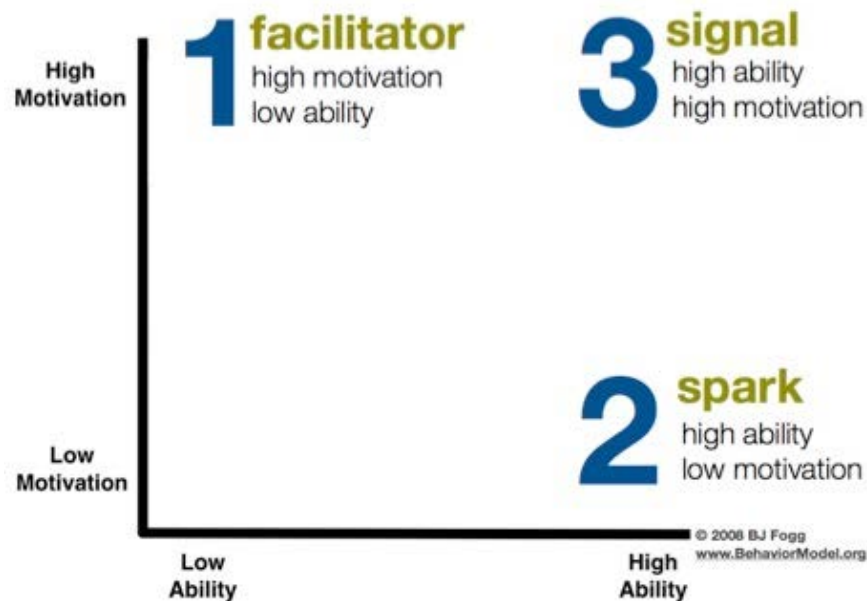 High
Motivation
1 facilitator
high motivation
low ability
3 signal
high ability
high motivation
Low
Motivation
2 spark
high ability
low motivation
© 2008 BJ Fogg
www.BehaviorModel.org
Low
Ability
High
Ability